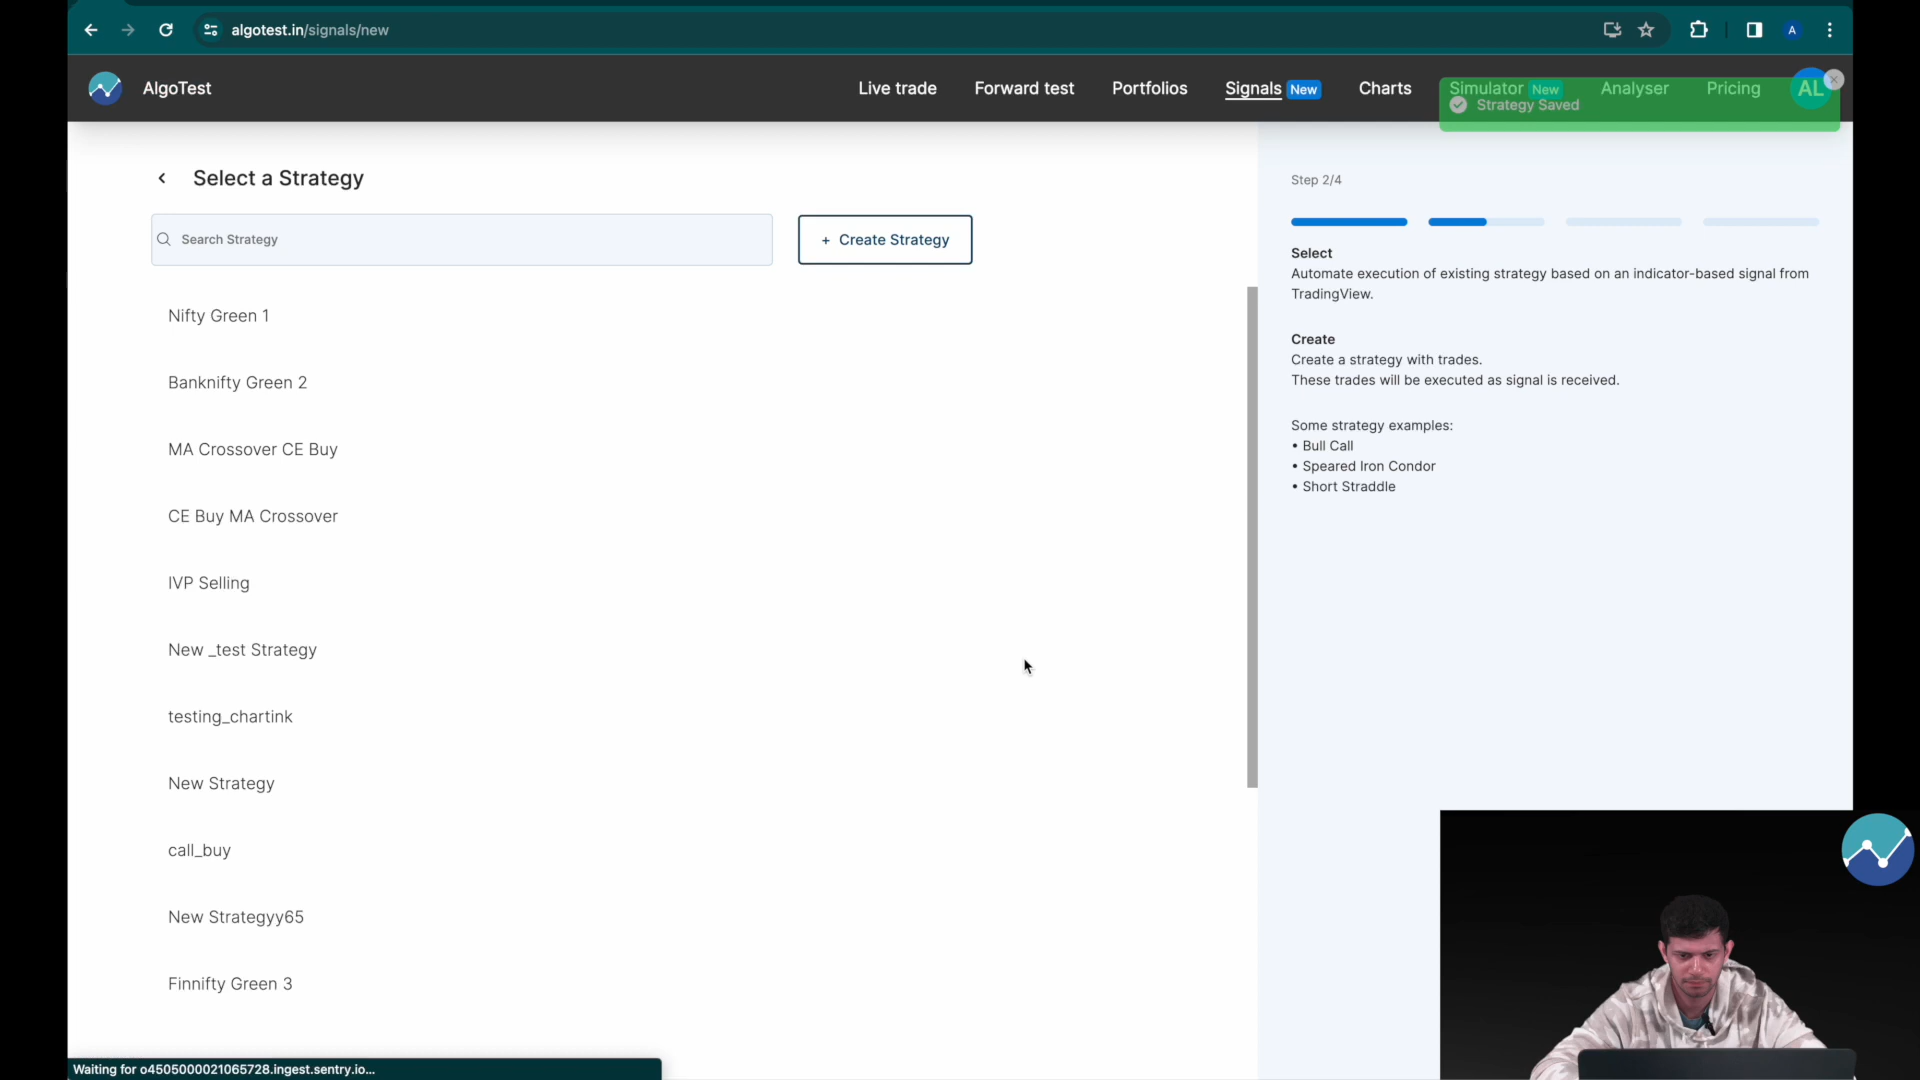 algotest.in/signals/new
A
AlgoTest
Live trade
Forward test
Portfolios
Signals New
Charts
Simulator New
Analyser
Pricing
AL
Strategy Saved
Select a Strategy
Search Strategy
+ Create Strategy
Nifty Green 1
Banknifty Green 2
MA Crossover CE Buy
CE Buy MA Crossover
IVP Selling
New _test Strategy
testing_chartink
New Strategy
call_buy
New Strategyy65
Finnifty Green 3
Step 2/4
Select
Automate execution of existing strategy based on an indicator-based signal from
TradingView.
Create
Create a strategy with trades.
These trades will be executed as signal is received.
Some strategy examples:
• Bull Call
• Speared Iron Condor
• Short Straddle
Waiting for o4505000021065728.ingest.sentry.io...